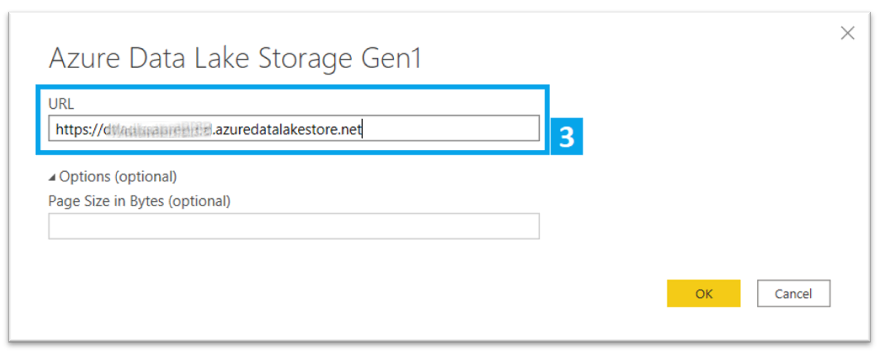 Azure Data Lake Storage Gen1
URL
https://.azuredatalakestore.net
3
Options (optional)
Page Size in Bytes (optional)
OK
Cancel